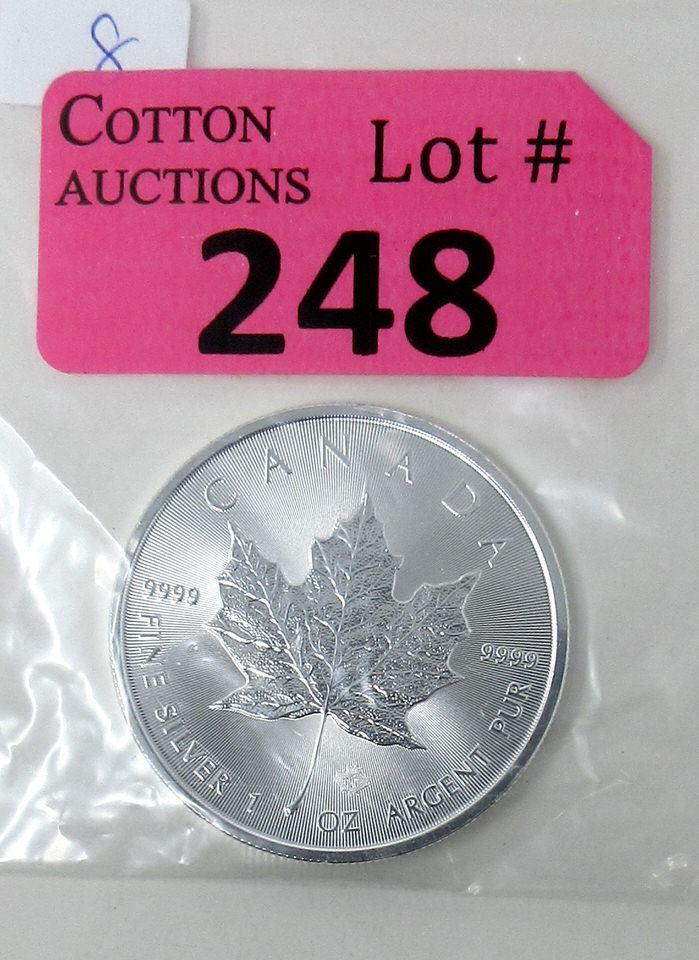 8
COTTON
AUCTIONS
Lot #
248
CANADA
9999
9999
FINE SILVER 1 OZ ARGENT PUR